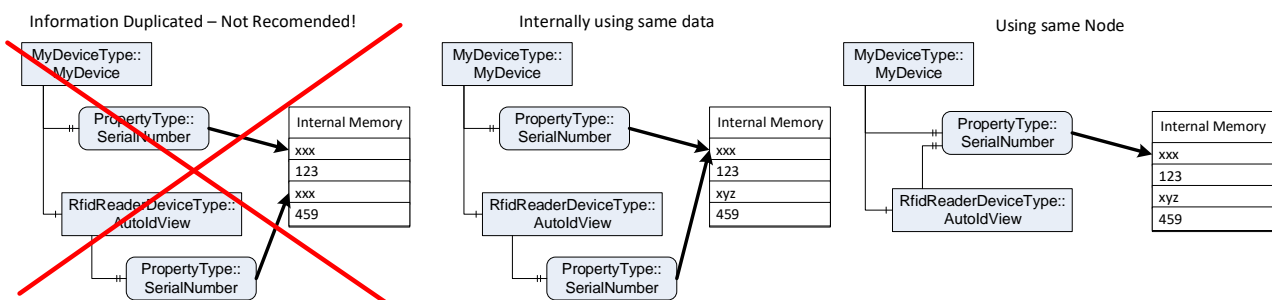 Information Duplicated – Not Recomended!
MyDeviceType::
MyDevice
PropertyType::
SerialNumber
RfidReaderDeviceType::
AutoIdView
PropertyType::
SerialNumber
Internal Memory
xxx
123
xxx
459
Internally using same data
MyDeviceType::
MyDevice
PropertyType::
SerialNumber
RfidReaderDeviceType::
AutoIdView
PropertyType::
SerialNumber
Internal Memory
xxx
123
xyz
459
Using same Node
MyDeviceType::
MyDevice
PropertyType::
SerialNumber
RfidReaderDeviceType::
AutoIdView
Internal Memory
xxx
123
xyz
459